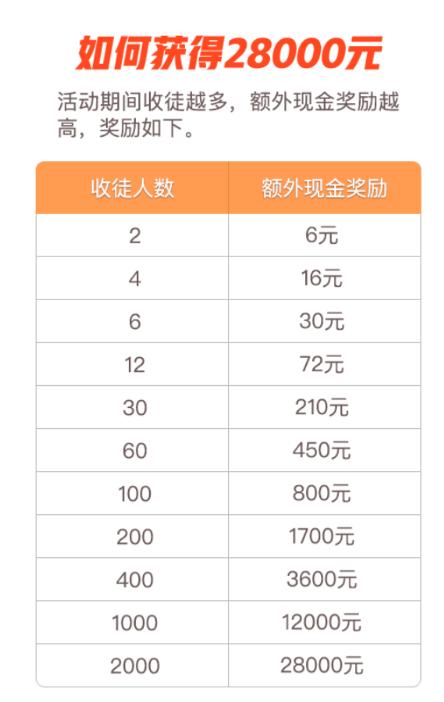 如何获得28000元
活动期间收徒越多，额外现金奖励越
高，奖励如下。
收徒人数 额外现金奖励
2 6元
4 16元
6 30元
12 72元
30 210元
60 450元
100 800元
200 1700元
400 3600元
1000 12000元
2000 28000元